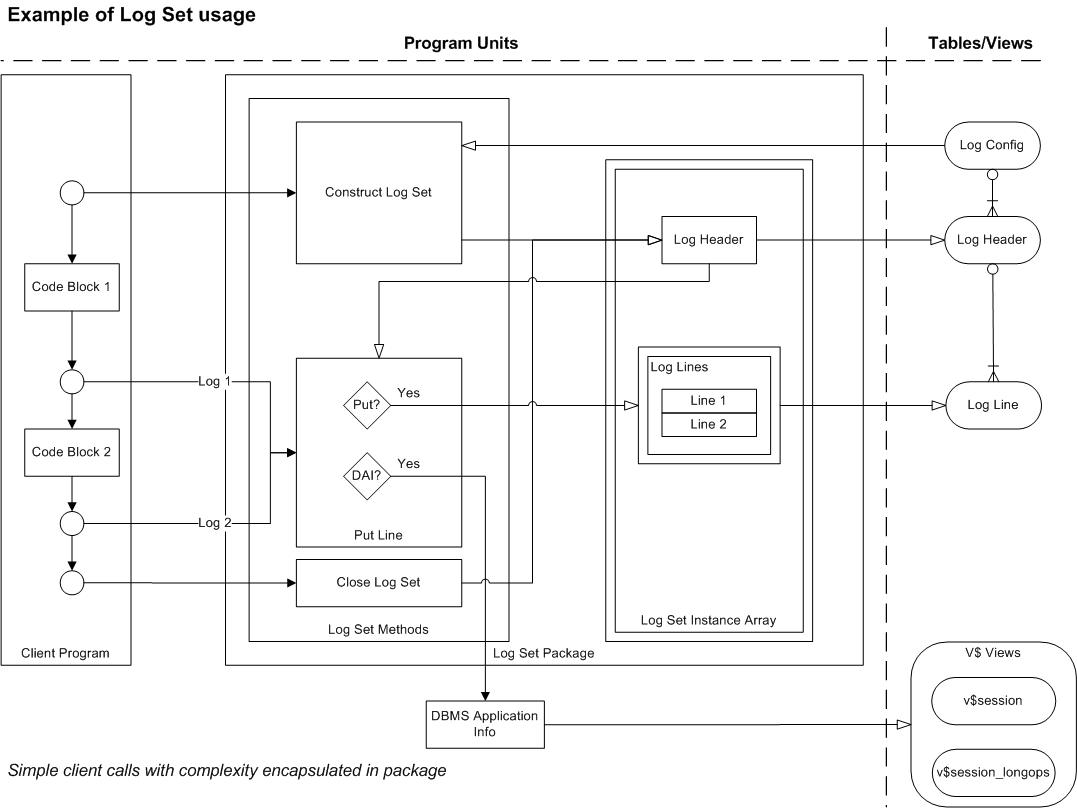 Example of Log Set usage
Program Units
Tables/Views
Construct Log Set
Log Config
Log Header
Log Header
Code Block 1
Log 1
Put?
Yes
Log Lines
Line 1
Line 2
Log Line
Code Block 2
DAI?
Yes
Log 2
Put Line
Close Log Set
Log Set Instance Array
Log Set Methods
Client Program
Log Set Package
V$ Views
v$session
DBMS Application
Info
v$session_longops
Simple client calls with complexity encapsulated in package